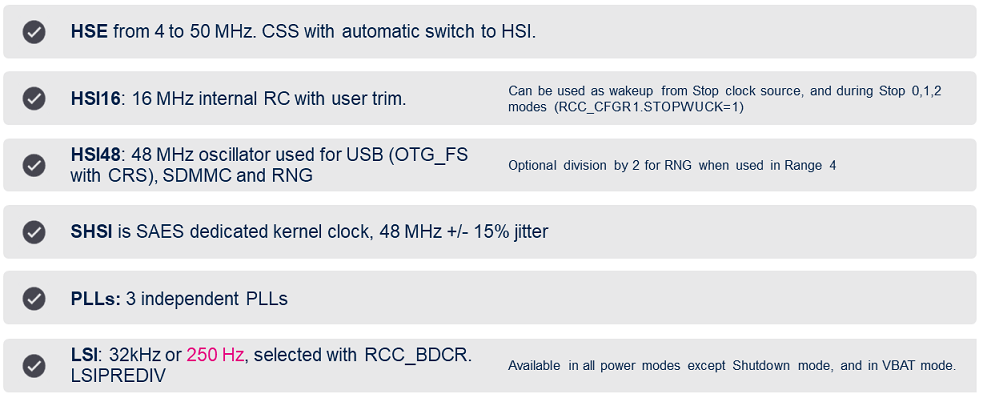 HSE from 4 to 50 MHz. CSS with automatic switch to HSI.
HSI16: 16 MHz internal RC with user trim.
Can be used as wakeup from Stop clock source, and during Stop 0,1,2
modes (RCC_CFGR1.STOPWUCK=1)
HSI48: 48 MHz oscillator used for USB (OTG_FS
with CRS), SDMMC and RNG
Optional division by 2 for RNG when used in Range 4
SHSI is SAES dedicated kernel clock, 48 MHz +/- 15% jitter
PLLs: 3 independent PLLs
LSI: 32kHz or 250 Hz, selected with RCC_BDCR.
LSIPREDIV
Available in all power modes except Shutdown mode, and in VBAT mode.